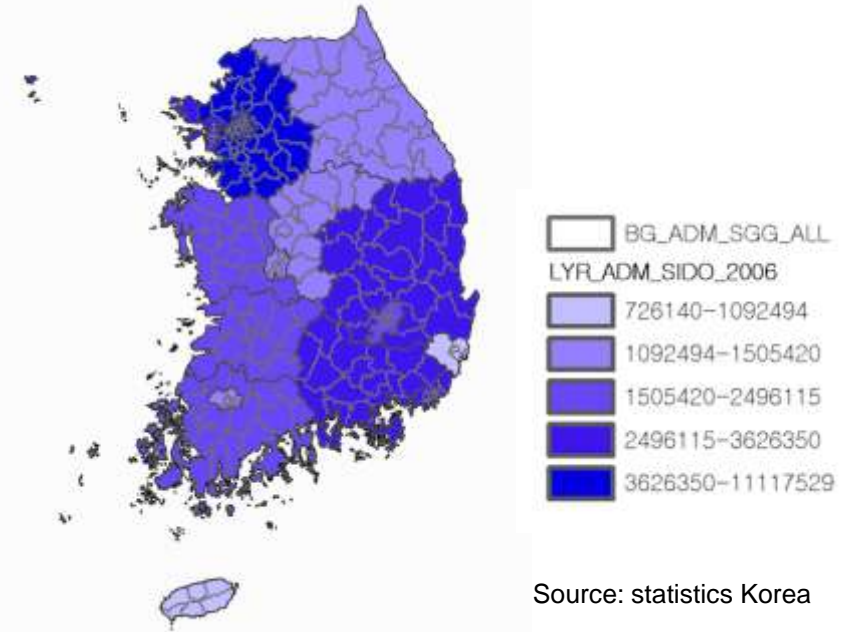 BG_ADM_SGG_ALL
LYR_ADM_SIDO_2006
726140-1092494
1092494-1505420
1505420-2496115
2496115-3626350
3626350-11117529
Source: statistics Korea